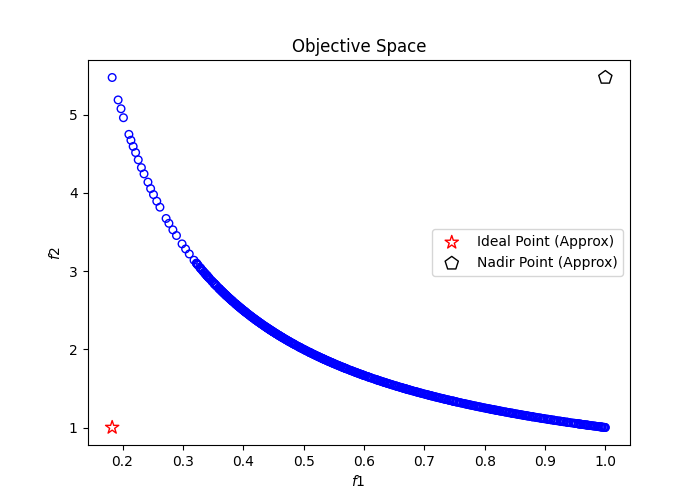 Objective Space
f2
5
4
3
2
1
Ideal Point (Approx)
Nadir Point (Approx)
0.2 0.3 0.4 0.5 0.6 0.7 0.8 0.9 1.0
f1